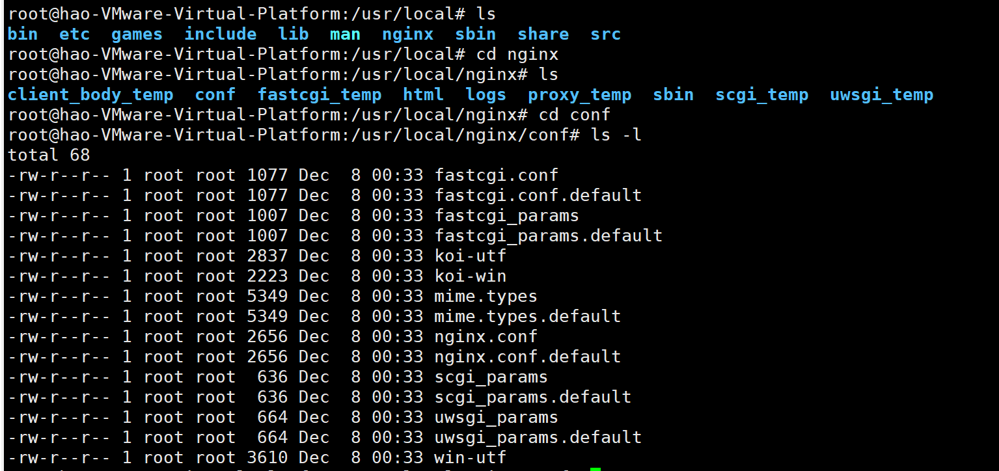 root@hao-VMware-Virtual-Platform:/usr/local# ls
bin  etc  games  include  lib  man  nginx  sbin  share  src
root@hao-VMware-Virtual-Platform:/usr/local# cd nginx
root@hao-VMware-Virtual-Platform:/usr/local/nginx# ls
client_body_temp  conf  fastcgi_temp  html  logs  proxy_temp  sbin  scgi_temp  uwsgi_temp
root@hao-VMware-Virtual-Platform:/usr/local/nginx# cd conf
root@hao-VMware-Virtual-Platform:/usr/local/nginx/conf# ls -l
total 68
-rw-r--r-- 1 root root 1077 Dec  8 00:33 fastcgi.conf
-rw-r--r-- 1 root root 1077 Dec  8 00:33 fastcgi.conf.default
-rw-r--r-- 1 root root 1007 Dec  8 00:33 fastcgi_params
-rw-r--r-- 1 root root 1007 Dec  8 00:33 fastcgi_params.default
-rw-r--r-- 1 root root 2837 Dec  8 00:33 koi-utf
-rw-r--r-- 1 root root 2223 Dec  8 00:33 koi-win
-rw-r--r-- 1 root root 5349 Dec  8 00:33 mime.types
-rw-r--r-- 1 root root 5349 Dec  8 00:33 mime.types.default
-rw-r--r-- 1 root root 2656 Dec  8 00:33 nginx.conf
-rw-r--r-- 1 root root 2656 Dec  8 00:33 nginx.conf.default
-rw-r--r-- 1 root root  636 Dec  8 00:33 scgi_params
-rw-r--r-- 1 root root  636 Dec  8 00:33 scgi_params.default
-rw-r--r-- 1 root root  664 Dec  8 00:33 uwsgi_params
-rw-r--r-- 1 root root  664 Dec  8 00:33 uwsgi_params.default
-rw-r--r-- 1 root root 3610 Dec  8 00:33 win-utf